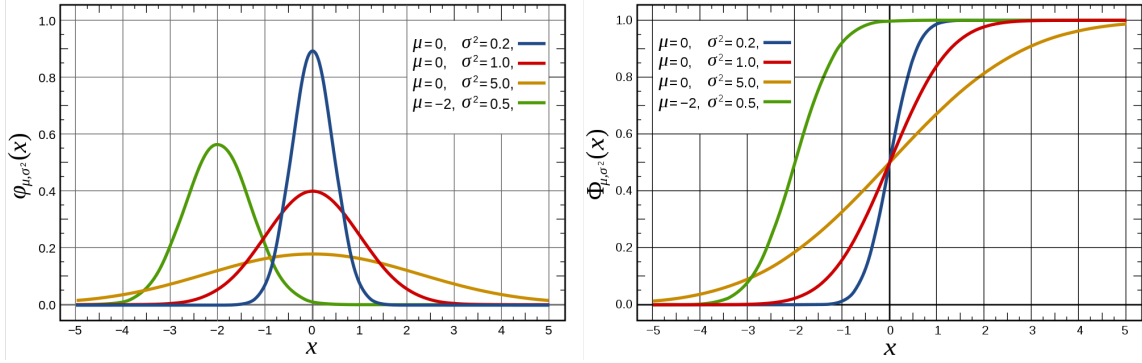 φμ,σ²(x)
1.0
0.8
0.6
0.4
0.2
0.0
μ=0, σ²=0.2,
μ=0, σ²=1.0,
μ=0, σ²=5.0,
μ=−2, σ²=0.5,
−5 −4 −3 −2 −1 0 1 2 3 4 5
x
Φμ,σ²(x)
1.0
0.8
0.6
0.4
0.2
0.0
μ=0, σ²=0.2,
μ=0, σ²=1.0,
μ=0, σ²=5.0,
μ=−2, σ²=0.5,
−5 −4 −3 −2 −1 0 1 2 3 4 5
x